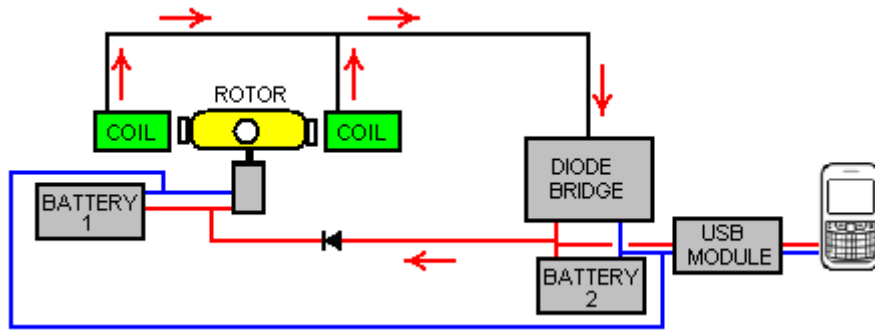 ROTOR
COIL
COIL
DIODE
BRIDGE
BATTERY
1
USB
MODULE
BATTERY
2